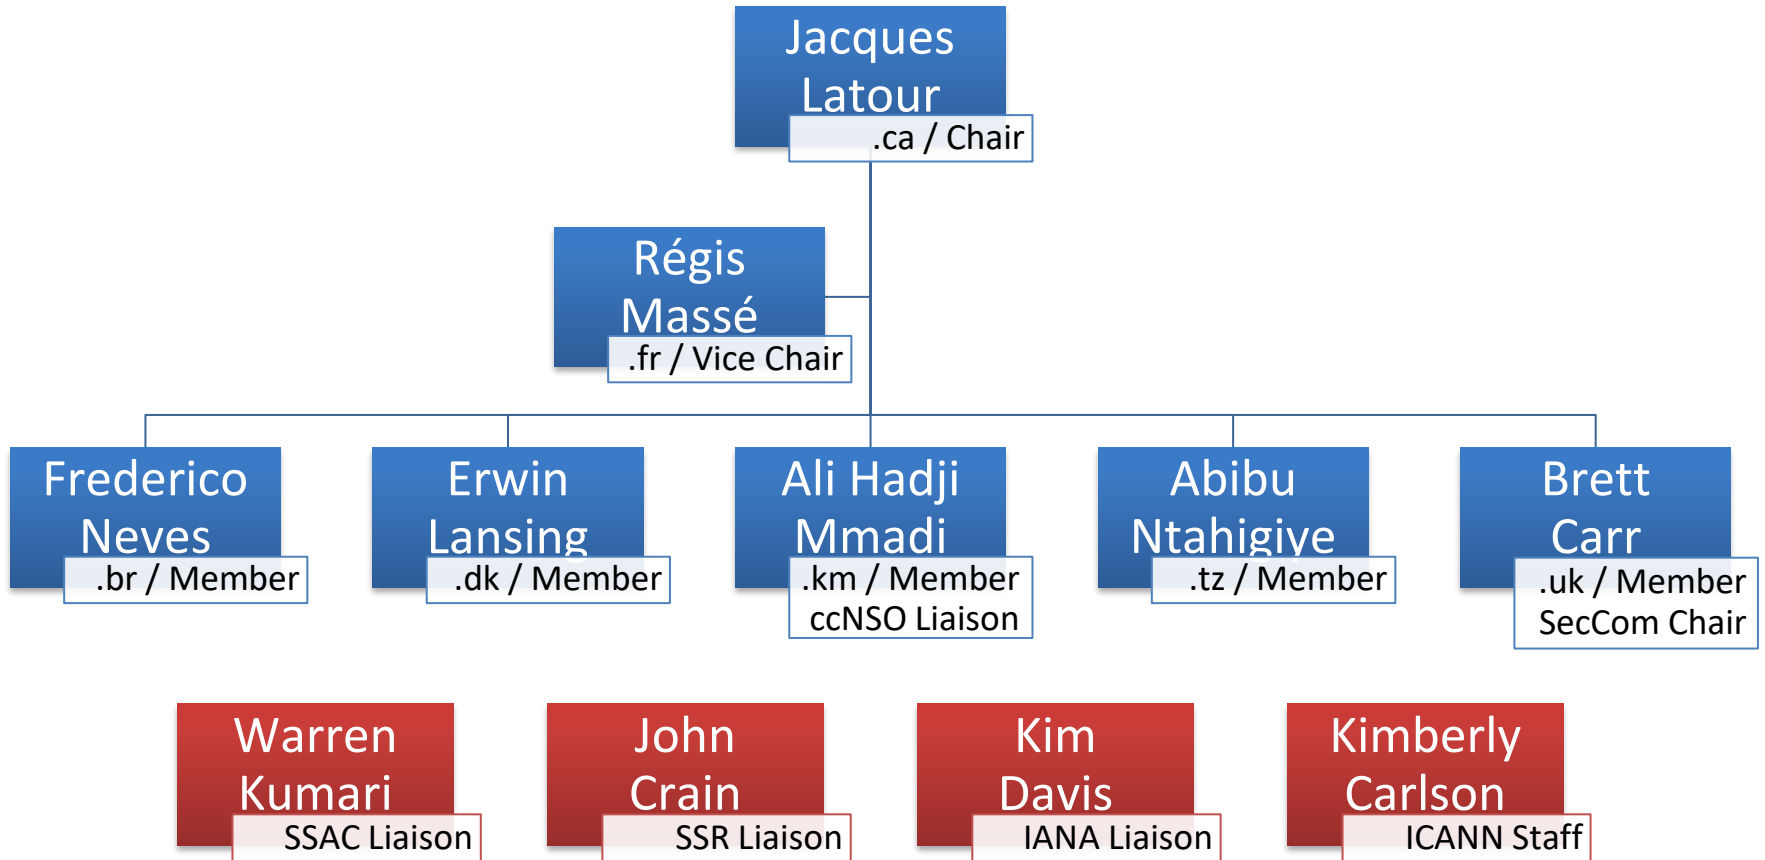 Jacques
Latour
.ca / Chair
Régis
Massé
.fr / Vice Chair
Frederico
Neves
.br / Member
Erwin
Lansing
.dk / Member
Ali Hadji
Mmadi
.km / Member
ccNSO Liaison
Abibu
Ntahigiye
.tz / Member
Brett
Carr
.uk / Member
SecCom Chair
Warren
Kumari
SSAC Liaison
John
Crain
SSR Liaison
Kim
Davis
IANA Liaison
Kimberly
Carlson
ICANN Staff